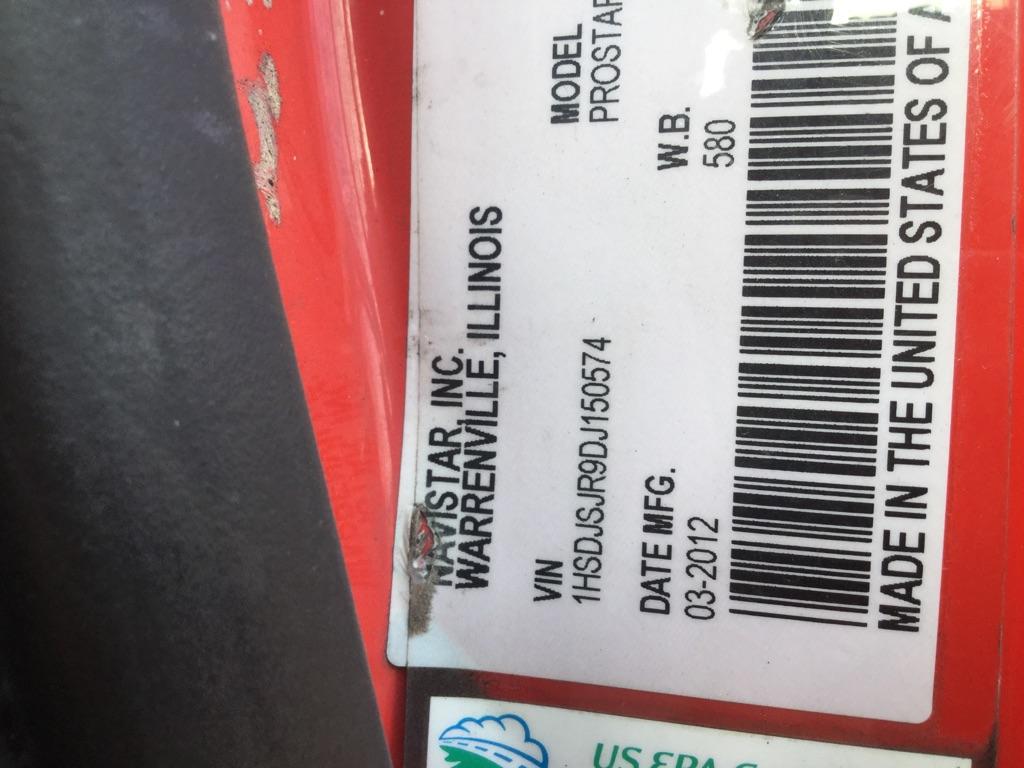 NAVISTAR, INC.
WARRENVILLE, ILLINOIS
VIN MODEL
1HSDJSJR9DJ150574 PROSTAR
DATE MFG. W.B.
03-2012 580
MADE IN THE UNITED STATES OF
US EPA